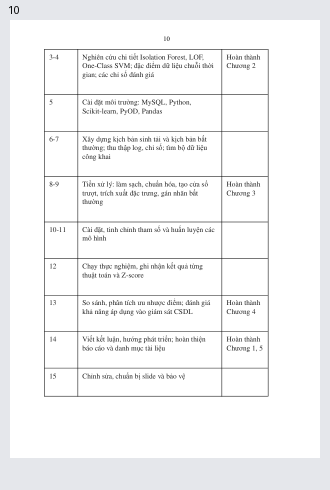 10
10
3-4 Nghiên cứu chi tiết Isolation Forest, LOF, Hoàn thành
One-Class SVM; đặc điểm dữ liệu chuỗi thời Chương 2
gian; các chỉ số đánh giá
5 Cài đặt môi trường: MySQL, Python,
Scikit-learn, PyOD, Pandas
6-7 Xây dựng kịch bản sinh tải và kịch bản bất
thường; thu thập log, chỉ số; tìm bộ dữ liệu
công khai
8-9 Tiền xử lý: làm sạch, chuẩn hóa, tạo cửa sổ Hoàn thành
trượt, trích xuất đặc trưng, gán nhãn bất Chương 3
thường
10-11 Cài đặt, tinh chỉnh tham số và huấn luyện các
mô hình
12 Chạy thực nghiệm, ghi nhận kết quả từng
thuật toán và Z-score
13 So sánh, phân tích ưu nhược điểm; đánh giá Hoàn thành
khả năng áp dụng vào giám sát CSDL Chương 4
14 Viết kết luận, hướng phát triển; hoàn thiện Hoàn thành
báo cáo và danh mục tài liệu Chương 1, 5
15 Chỉnh sửa, chuẩn bị slide và bảo vệ